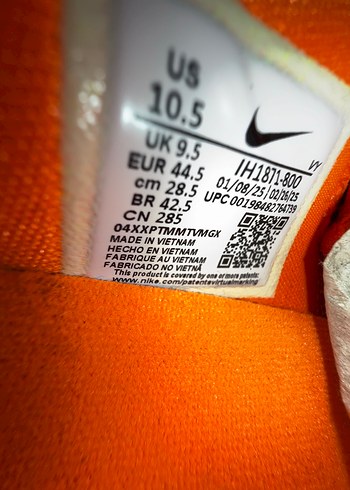 US
10.5
UK 9.5
EUR 44.5
cm 28.5
BR 42.5
CN 285
IH1871-800
01/08/25 02/26/25
UPC 00198482764739
04XXPTMMTVMGX
MADE IN VIETNAM
HECHO EN VIETNAM
FABRIQUE AU VIETNAM
FABRICADO NO VIETNÃ
This product is covered by one or more patents:
www.nike.com/patentsvirtualmarking